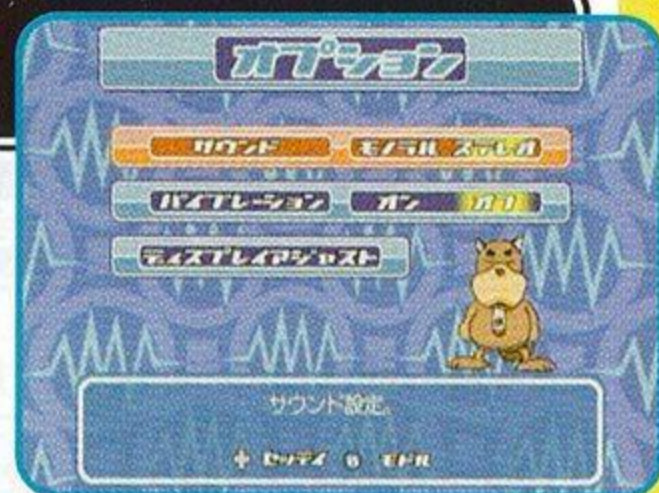 オプション
サウンド モノラル ステレオ
バイブレーション オン オフ
ディスプレイアジャスト
サウンド設定。
セッテイ B モドル